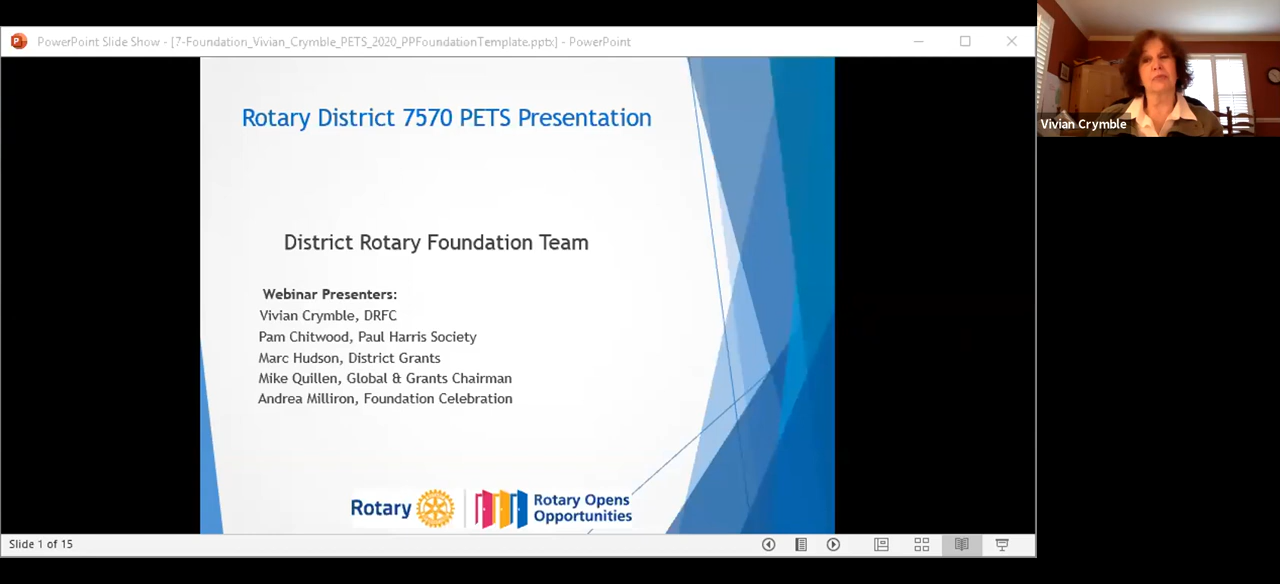 PowerPoint Slide Show - [7-Foundation_Vivian_Crymble_PETS_2020_PPFoundationTemplate.pptx] - PowerPoint
Vivian Crymble
Rotary District 7570 PETS Presentation
District Rotary Foundation Team
Webinar Presenters:
Vivian Crymble, DRFC
Pam Chitwood, Paul Harris Society
Marc Hudson, District Grants
Mike Quillen, Global & Grants Chairman
Andrea Milliron, Foundation Celebration
Rotary
Rotary Opens
Opportunities
Slide 1 of 15